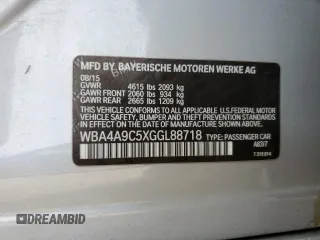 MFD. BY BAYERISCHE MOTOREN WERKE AG
08/15
GVWR 4615 lbs 2093 kg
GAWR FRONT 2060 lbs 934 kg
GAWR REAR 2665 lbs 1209 kg
THIS VEHICLE CONFORMS TO ALL APPLICABLE FEDERAL MOTOR
VEHICLE SAFETY, BUMPER AND THEFT PREVENTION STANDARDS
IN EFFECT ON THE DATE OF MANUFACTURE SHOWN ABOVE.
WBA4A9C5XGGL88718 TYPE: PASSENGER CAR
DREAMBID